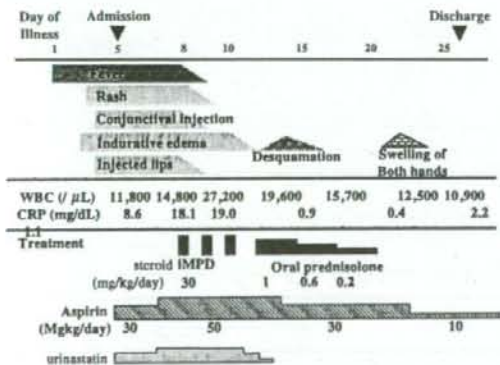 Day of Admission Discharge
Illness 1 5 8 10 15 20 25
Fever
Rash
Conjunctival Injection
Indurative edema
Desquamation Swelling of
Both hands
Injected lips
WBC (/ μL) 11,800 14,800 27,200 19,600 15,700 12,500 10,900
CRP (mg/dL) 8.6 18.1 19.0 0.9 0.4 2.2
1.1
Treatment
steroid IMPD Oral prednisolone
(mg/kg/day) 30 1 0.6 0.2
Aspirin
(Mgkg/day) 30 50 30 10
urinastatin